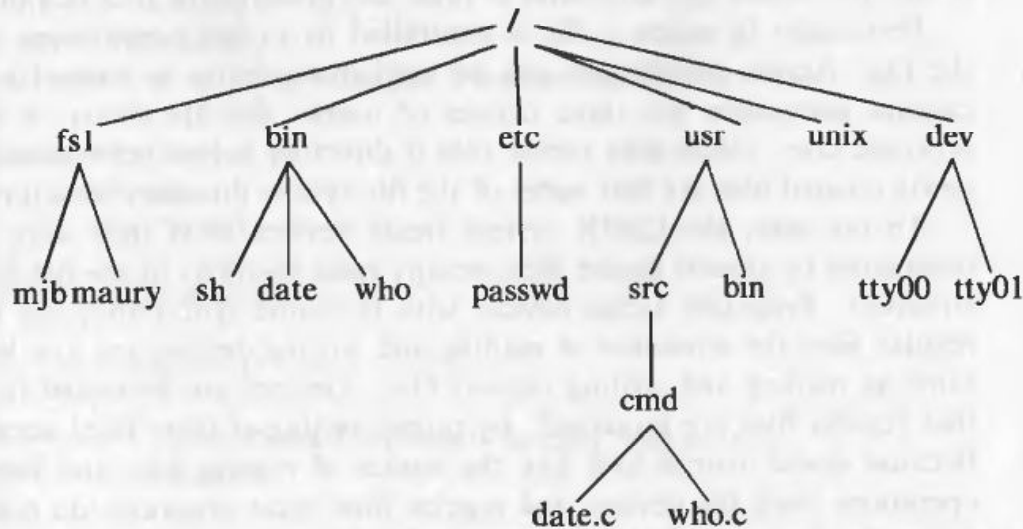 /
fs1 bin etc usr unix dev
mjb maury sh date who passwd src bin tty00 tty01
cmd
date.c who.c